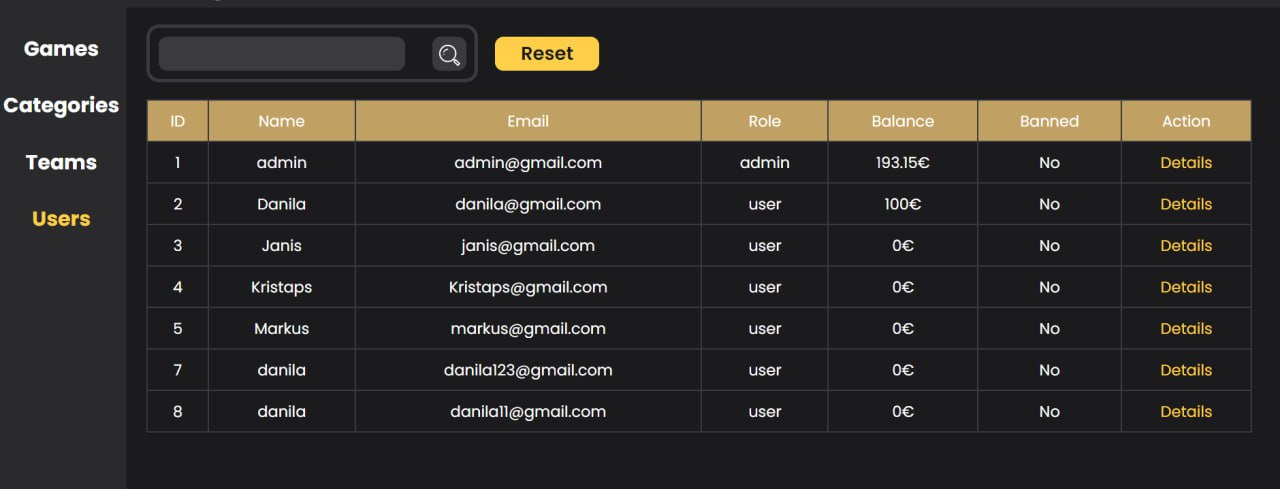 Games
Categories
Teams
Users
Reset
ID Name Email Role Balance Banned Action
1 admin admin@gmail.com admin 193.15€ No Details
2 Danila danila@gmail.com user 100€ No Details
3 Janis janis@gmail.com user 0€ No Details
4 Kristaps Kristaps@gmail.com user 0€ No Details
5 Markus markus@gmail.com user 0€ No Details
7 danila danila123@gmail.com user 0€ No Details
8 danila danila11@gmail.com user 0€ No Details